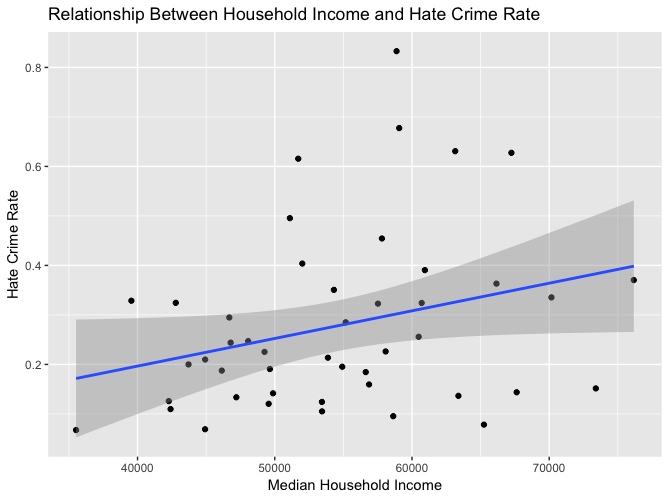 Relationship Between Household Income and Hate Crime Rate
0.8
0.6
0.4
0.2
Hate Crime Rate
40000 50000 60000 70000
Median Household Income